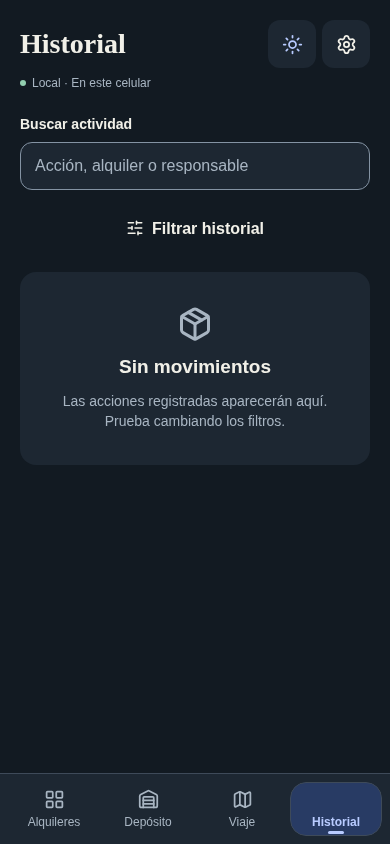 Historial
Local · En este celular
Buscar actividad
Acción, alquiler o responsable
Filtrar historial
Sin movimientos
Las acciones registradas aparecerán aquí.
Prueba cambiando los filtros.
Alquileres
Depósito
Viaje
Historial